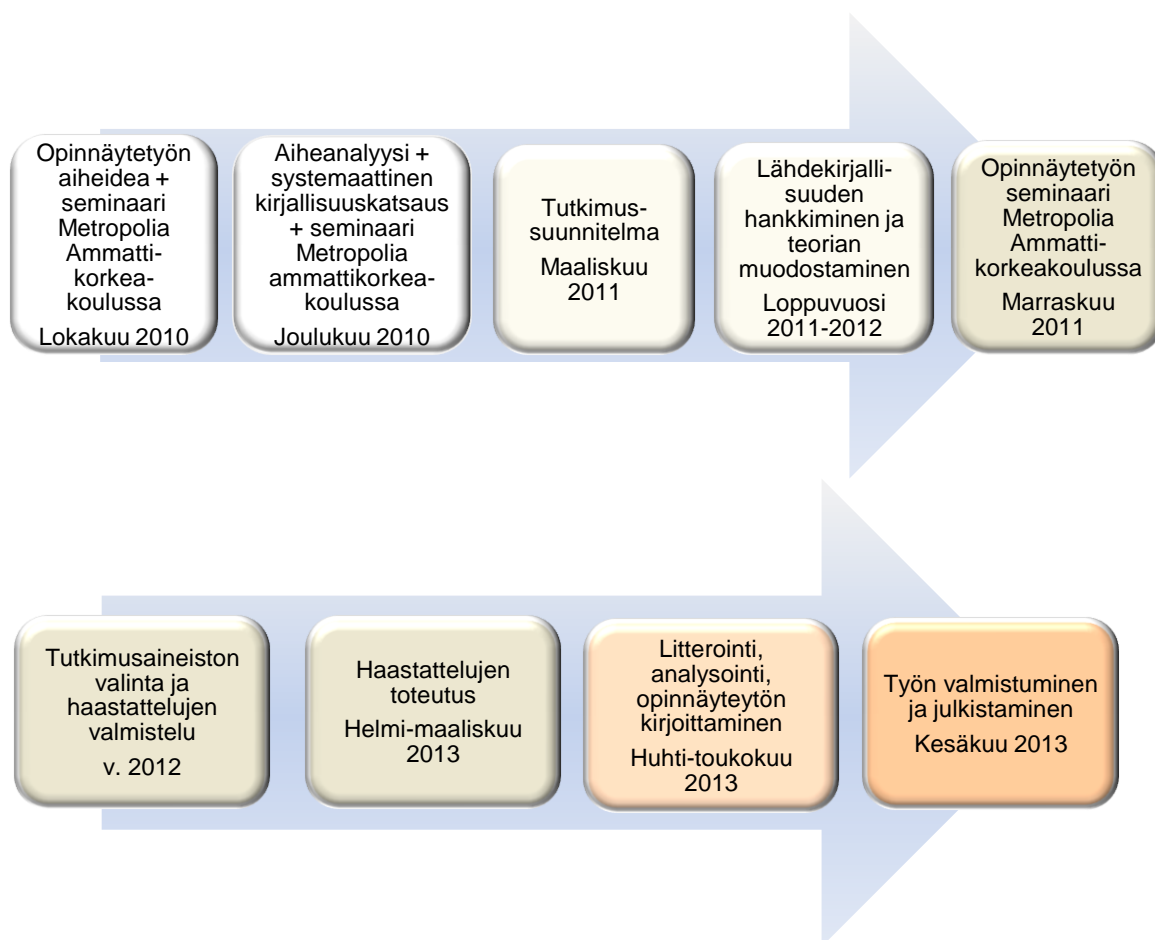 Opinnäytetyön
aiheidea +
seminaari
Metropolia
Ammatti-
korkea-
koulussa
Lokakuu 2010
Aiheanalyysi +
systemaattinen
kirjallisuuskatsaus
+ seminaari
Metropolia
ammattikorkea-
koulussa
Joulukuu 2010
Tutkimus-
suunnitelma
Maaliskuu
2011
Lähdekirjalli-
suuden
hankkiminen ja
teorian
muodostaminen
Loppuvuosi
2011-2012
Opinnäytetyön
seminaari
Metropolia
Ammatti-
korkeakoulussa
Marraskuu
2011
Tutkimusaineiston
valinta ja
haastattelujen
valmistelu
v. 2012
Haastattelujen
toteutus
Helmi-maaliskuu
2013
Litterointi,
analysointi,
opinnäyteytön
kirjoittaminen
Huhti-toukokuu
2013
Työn valmistuminen
ja julkistaminen
Kesäkuu 2013